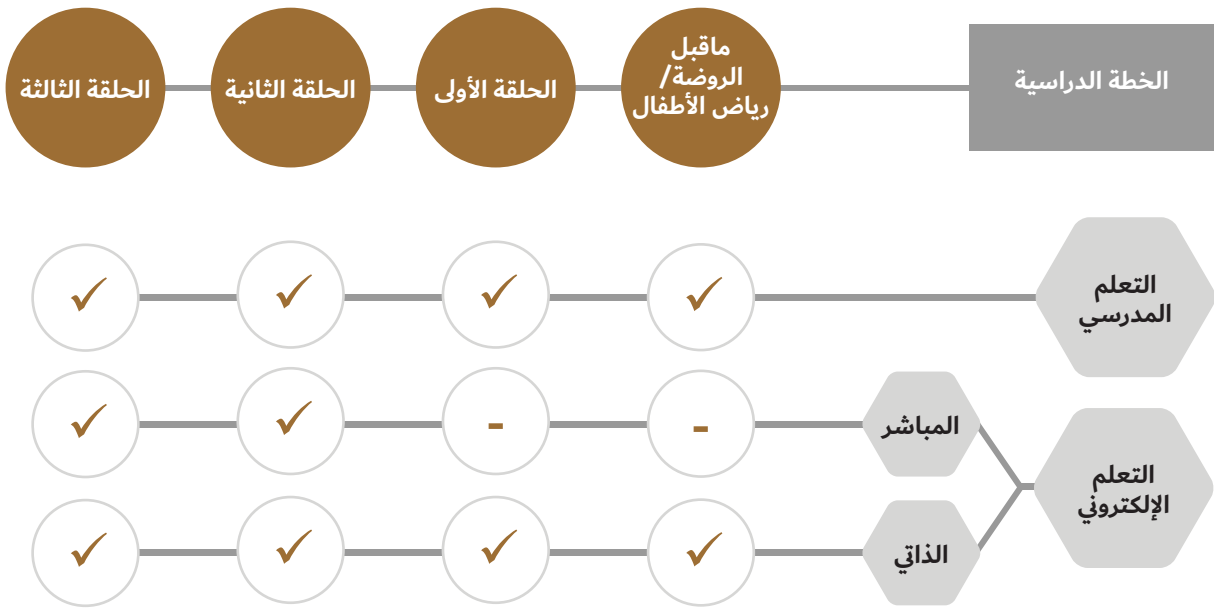 الخطة الدراسية
ماقبل
الروضة/
رياض الأطفال
الحلقة الأولى
الحلقة الثانية
الحلقة الثالثة
التعلم
المدرسي
✓ ✓ ✓ ✓
التعلم
الإلكتروني
المباشر
- - ✓ ✓
الذاتي
✓ ✓ ✓ ✓